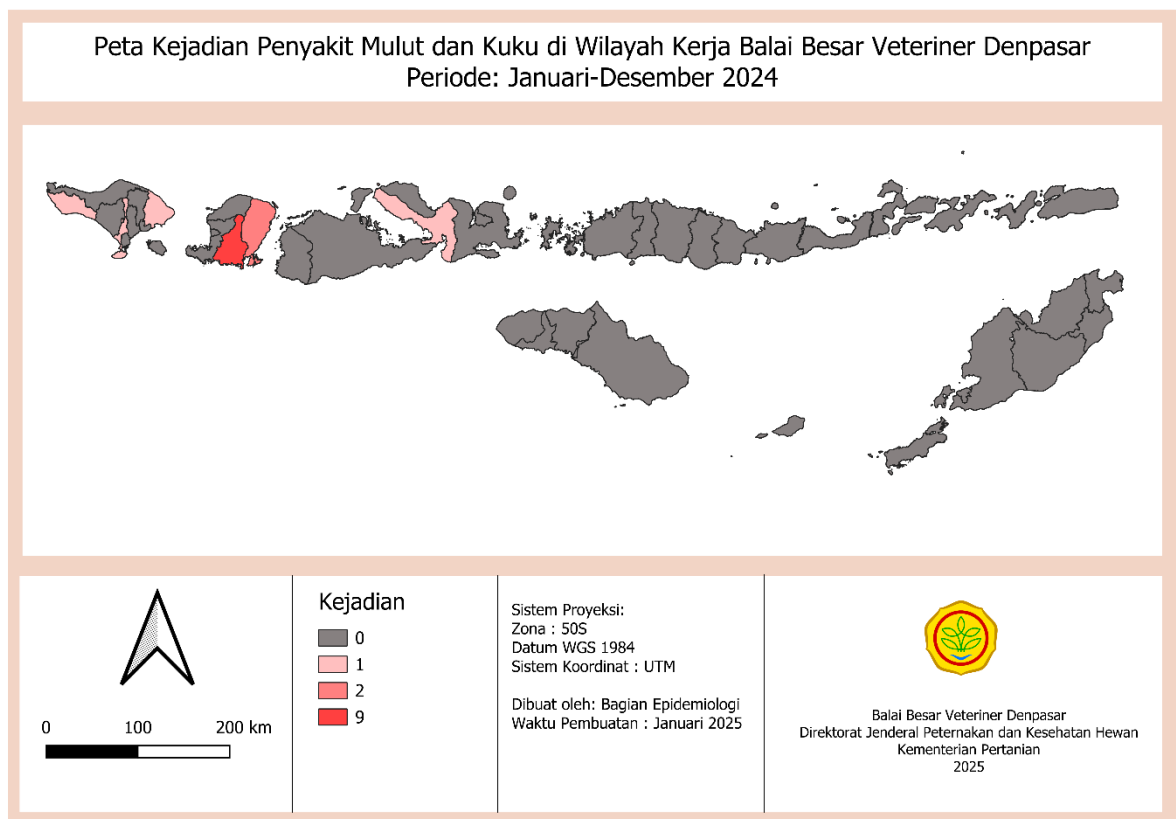 Peta Kejadian Penyakit Mulut dan Kuku di Wilayah Kerja Balai Besar Veteriner Denpasar
Periode: Januari-Desember 2024
0 100 200 km
Kejadian
0
1
2
9
Sistem Proyeksi:
Zona : 50S
Datum WGS 1984
Sistem Koordinat : UTM
Dibuat oleh: Bagian Epidemiologi
Waktu Pembuatan : Januari 2025
Balai Besar Veteriner Denpasar
Direktorat Jenderal Peternakan dan Kesehatan Hewan
Kementerian Pertanian
2025